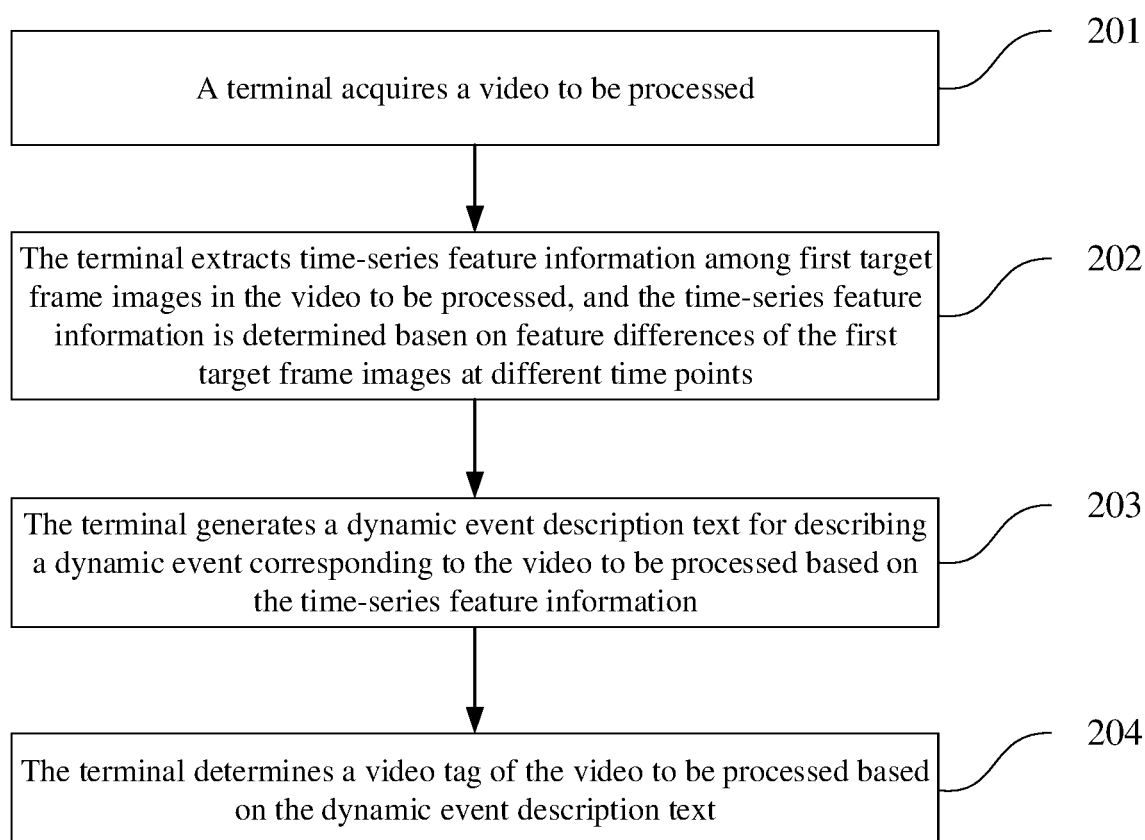 201
A terminal acquires a video to be processed
202
The terminal extracts time-series feature information among first target
frame images in the video to be processed, and the time-series feature
information is determined basen on feature differences of the first
target frame images at different time points
203
The terminal generates a dynamic event description text for describing
a dynamic event corresponding to the video to be processed based on
the time-series feature information
204
The terminal determines a video tag of the video to be processed based
on the dynamic event description text